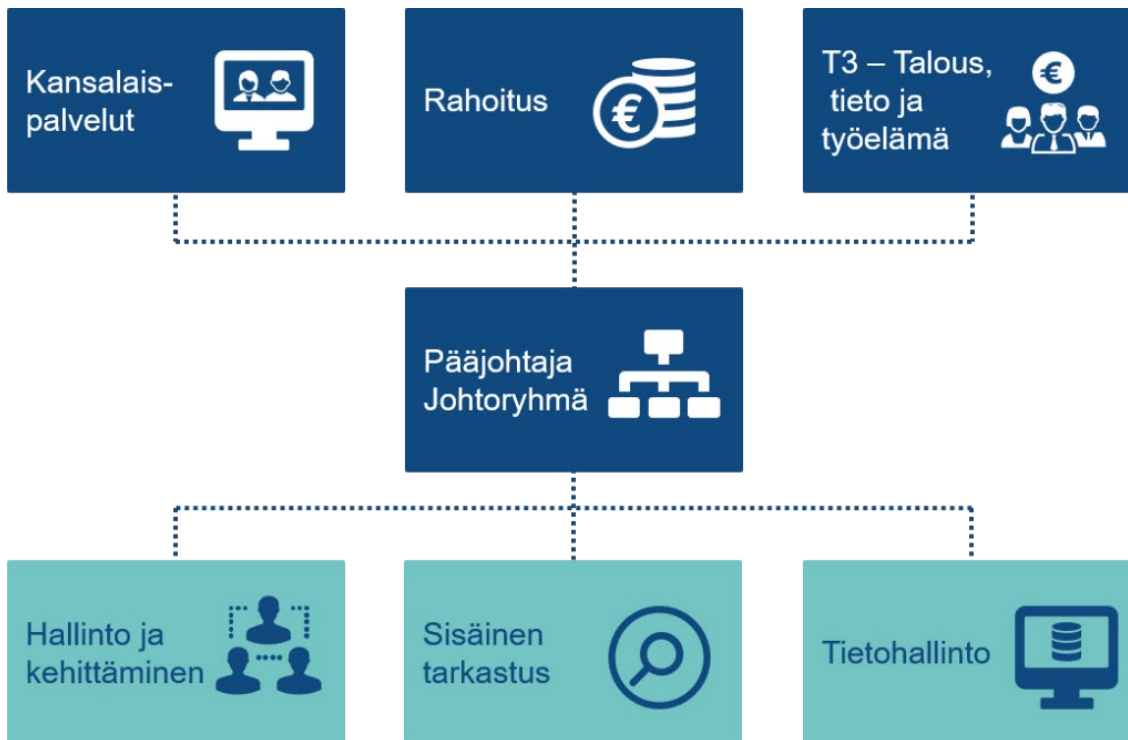 Kansalais-
palvelut
Rahoitus
T3 – Talous,
tieto ja
työelämä
Pääjohtaja
Johtoryhmä
Hallinto ja
kehittäminen
Sisäinen
tarkastus
Tietohallinto